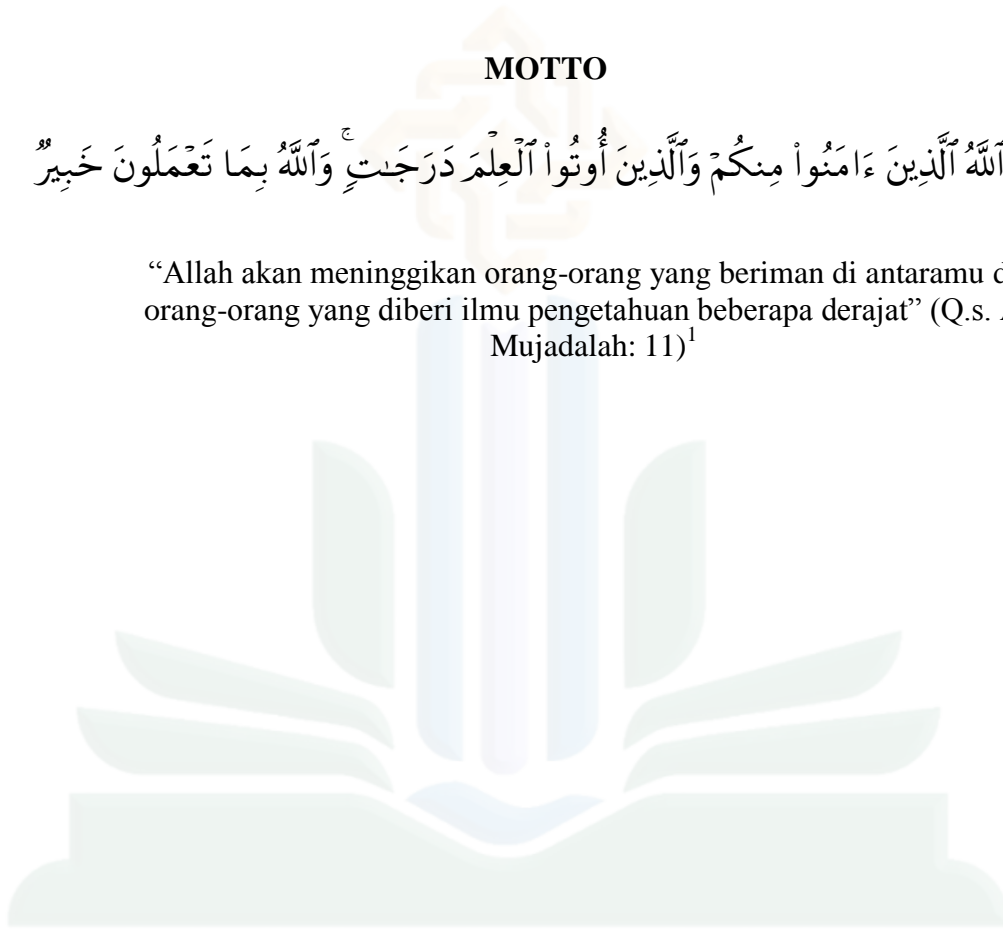 MOTTO
ٱللَّهُ ٱلَّذِينَ ءَامَنُواْ مِنكُمۡ وَٱلَّذِينَ أُوتُواْ ٱلۡعِلۡمَ دَرَجَٰتٖۚ وَٱللَّهُ بِمَا تَعۡمَلُونَ خَبِيرٞ
“Allah akan meninggikan orang-orang yang beriman di antaramu
orang-orang yang diberi ilmu pengetahuan beberapa derajat” (Q.s.
Mujadalah: 11)¹